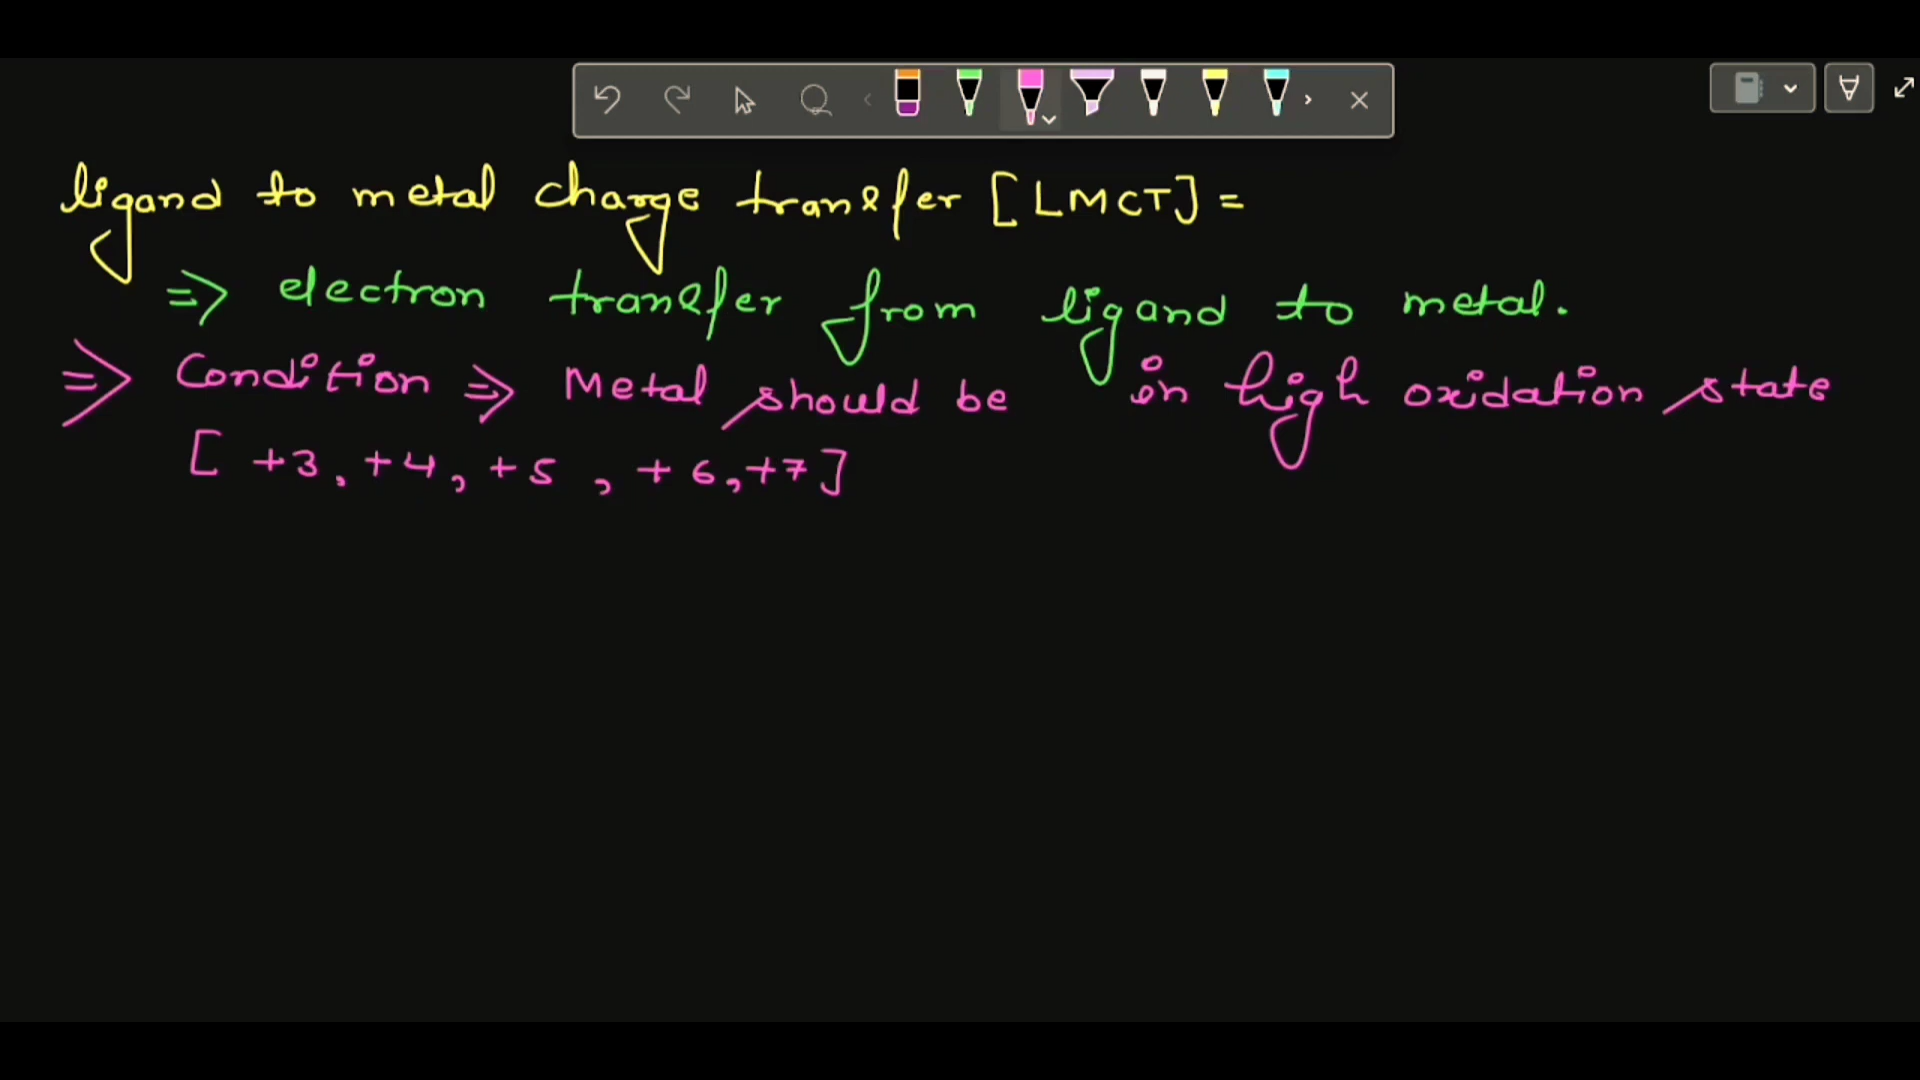 ligand to metal charge transfer [LMCT] =
=> electron transfer from ligand to metal.
=> Condition => Metal should be in high oxidation state
[ +3, +4, +5, +6, +7]